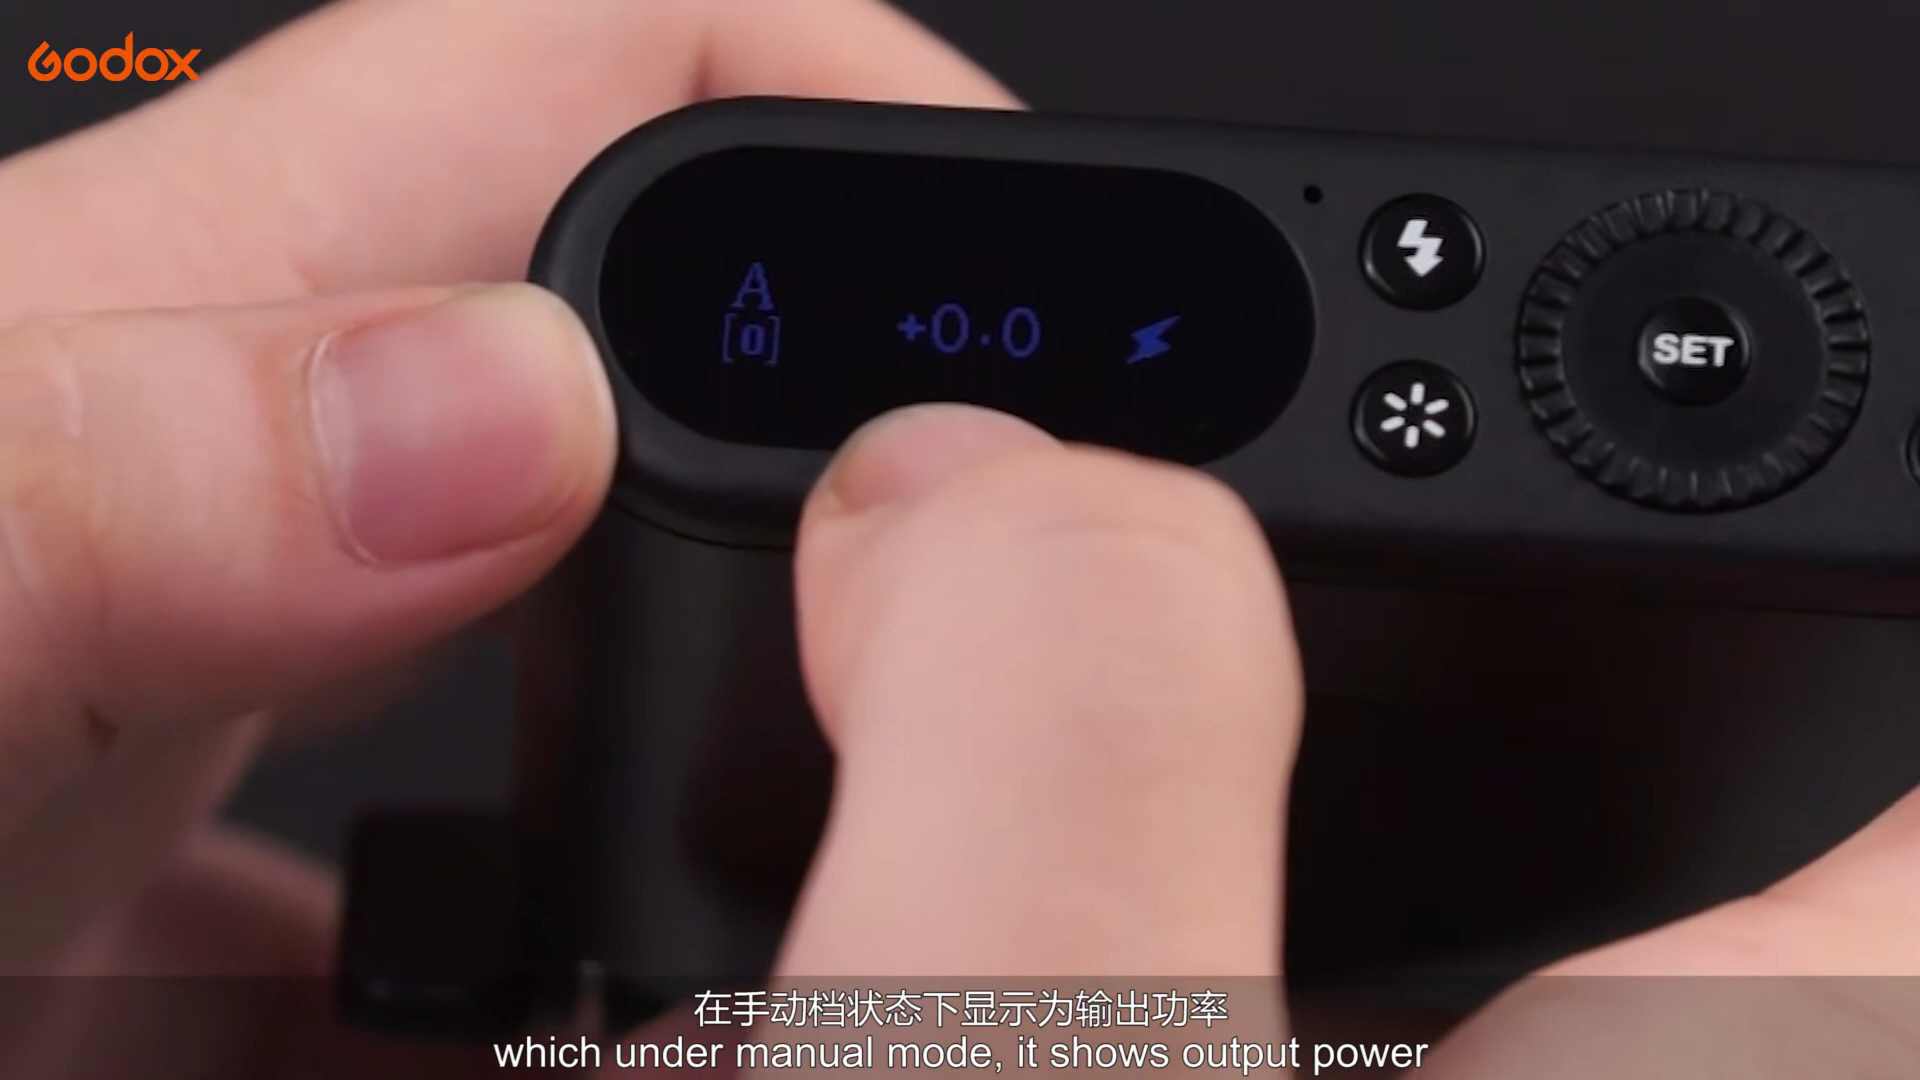 Godox
A
[0]
+0.0
SET
在手动档状态下显示为输出功率
which under manual mode, it shows output power